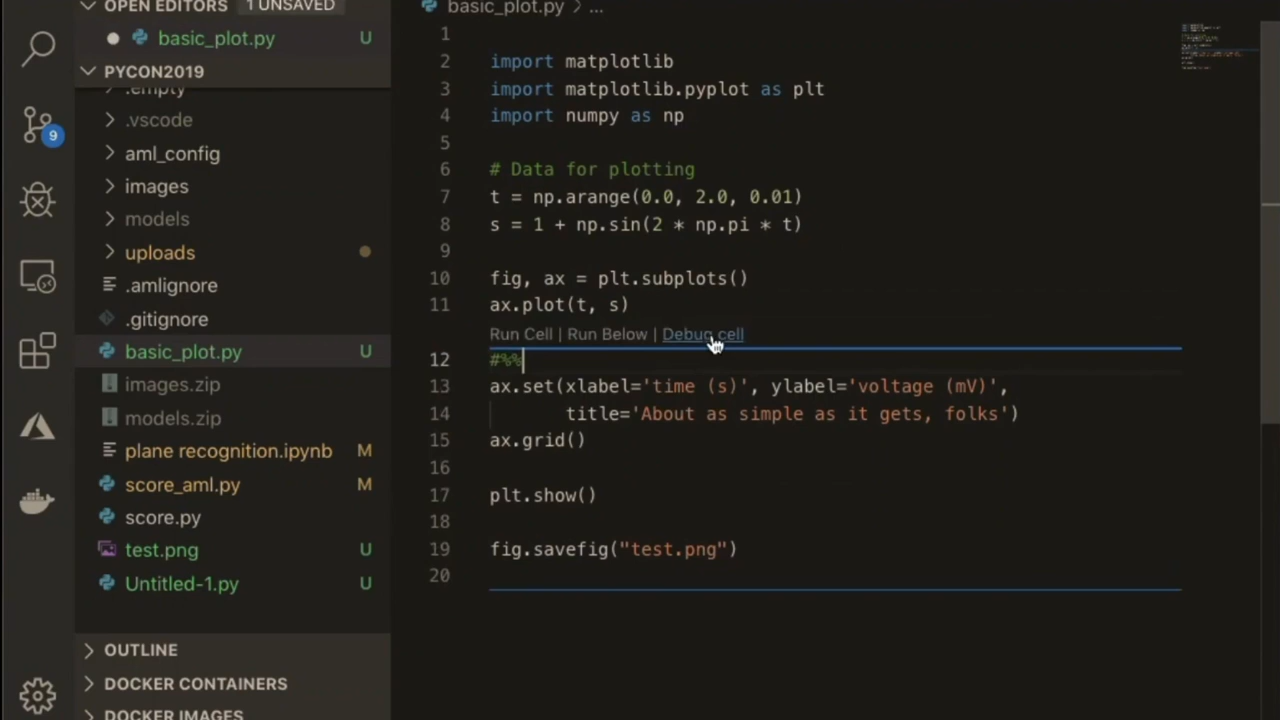 OPEN EDITORS 1 UNSAVED
basic_plot.py U
PYCON2019
.empty
.vscode
aml_config
images
models
uploads
.amlignore
.gitignore
basic_plot.py U
images.zip
models.zip
plane recognition.ipynb M
score_aml.py M
score.py
test.png U
Untitled-1.py U
OUTLINE
DOCKER CONTAINERS
DOCKER IMAGES
9
basic_plot.py > ...
1
2 import matplotlib
3 import matplotlib.pyplot as plt
4 import numpy as np
5
6 # Data for plotting
7 t = np.arange(0.0, 2.0, 0.01)
8 s = 1 + np.sin(2 * np.pi * t)
9
10 fig, ax = plt.subplots()
11 ax.plot(t, s)
Run Cell | Run Below | Debug cell
12 #%%
13 ax.set(xlabel='time (s)', ylabel='voltage (mV)',
14 title='About as simple as it gets, folks')
15 ax.grid()
16
17 plt.show()
18
19 fig.savefig("test.png")
20